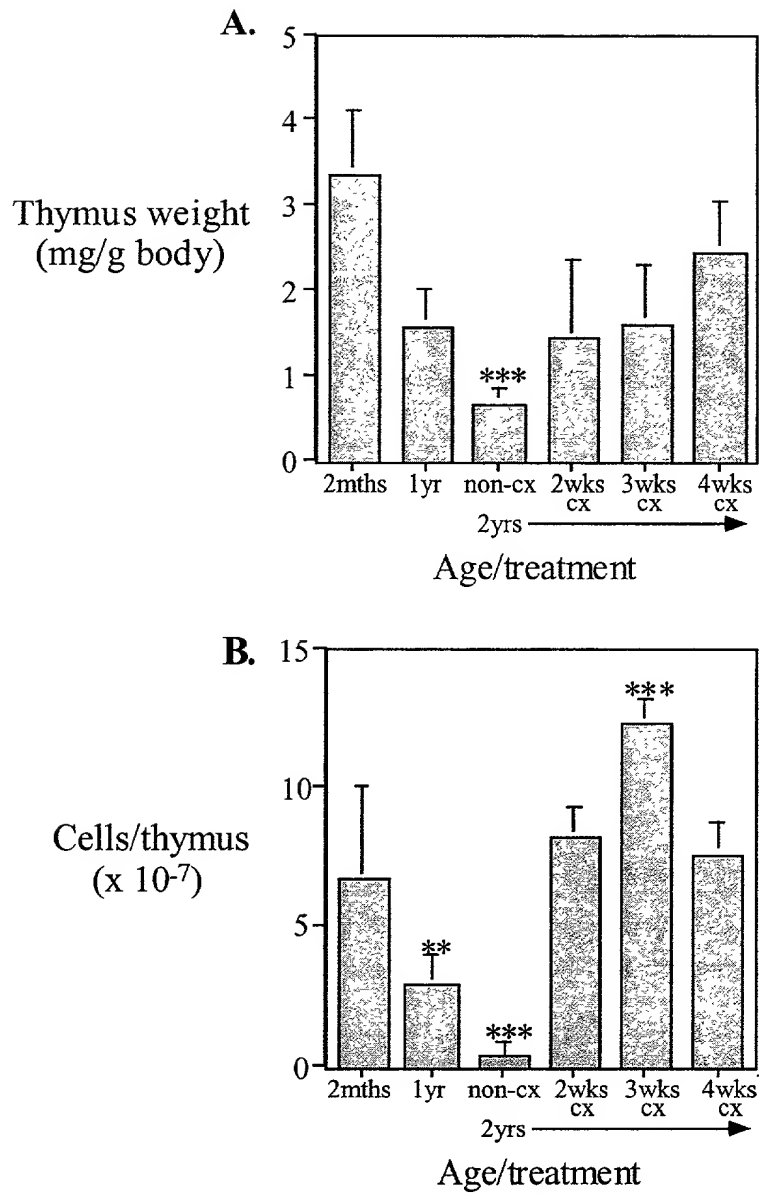 A.
5
4
3
2
1
0
Thymus weight
(mg/g body)
***
2mths 1yr non-cx 2wks 3wks 4wks
cx cx cx
2yrs
Age/treatment
B.
15
10
5
0
Cells/thymus
(x 10-7)
**
***
***
2mths 1yr non-cx 2wks 3wks 4wks
cx cx cx
2yrs
Age/treatment